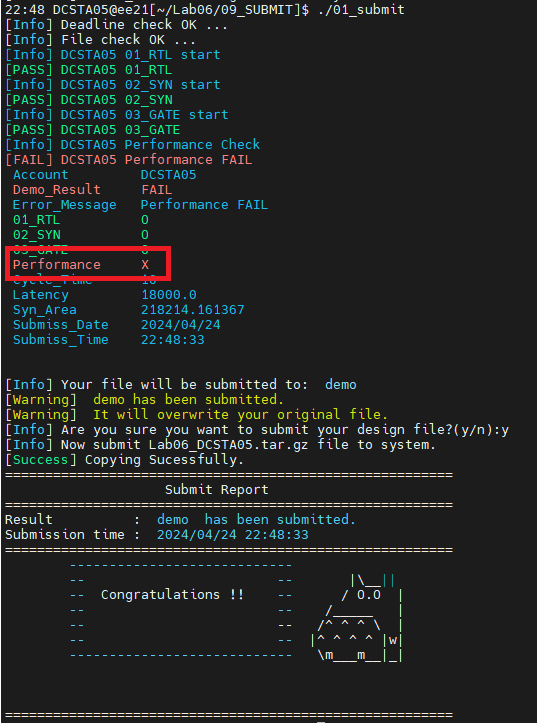 22:48 DCSTA05@ee21[~/Lab06/09_SUBMIT]$ ./01_submit
[Info] Deadline check OK ...
[Info] File check OK ...
[Info] DCSTA05 01_RTL start
[PASS] DCSTA05 01_RTL
[Info] DCSTA05 02_SYN start
[PASS] DCSTA05 02_SYN
[Info] DCSTA05 03_GATE start
[PASS] DCSTA05 03_GATE
[Info] DCSTA05 Performance Check
[FAIL] DCSTA05 Performance FAIL
Account DCSTA05
Demo_Result FAIL
Error_Message Performance FAIL
01_RTL O
02_SYN O
03_GATE O
Performance X
Cycle_Time
Latency 18000.0
Syn_Area 218214.161367
Submiss_Date 2024/04/24
Submiss_Time 22:48:33
[Info] Your file will be submitted to: demo
[Warning] demo has been submitted.
[Warning] It will overwrite your original file.
[Info] Are you sure you want to submit your design file?(y/n):y
[Info] Now submit Lab06_DCSTA05.tar.gz file to system.
[Success] Copying Sucessfully.
========================================================
Submit Report
========================================================
Result : demo has been submitted.
Submission time : 2024/04/24 22:48:33
========================================================
----------------------------
-- -- |\__||
-- Congratulations !! -- / O.O |
-- -- /_____ |
-- -- /^ ^ ^ \ |
-- -- |^ ^ ^ ^ |w|
---------------------------- \m___m__|_|
========================================================